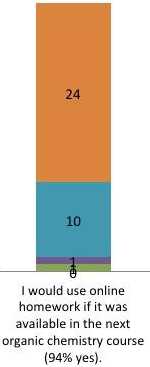 24
10
1
1
0
I would use online
homework if it was
available in the next
organic chemistry course
(94% yes).